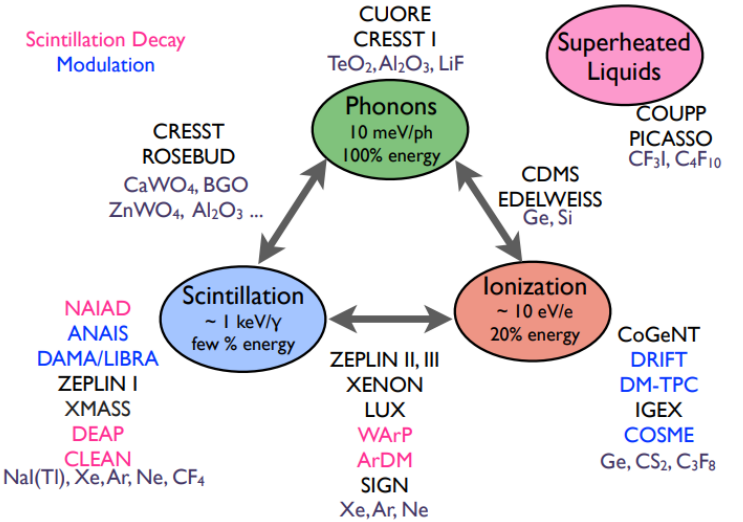 Scintillation Decay
Modulation
CUORE
CRESST I
TeO₂, Al₂O₃, LiF
Phonons
10 meV/ph
100% energy
Superheated
Liquids
COUPP
PICASSO
CF₃I, C₄F₁₀
CRESST
ROSEBUD
CaWO₄, BGO
ZnWO₄, Al₂O₃ ...
CDMS
EDELWEISS
Ge, Si
Scintillation
~ 1 keV/γ
few % energy
Ionization
~ 10 eV/e
20% energy
NAIAD
ANAIS
DAMA/LIBRA
ZEPLIN I
XMASS
DEAP
CLEAN
NaI(Tl), Xe, Ar, Ne, CF₄
ZEPLIN II, III
XENON
LUX
WArP
ArDM
SIGN
Xe, Ar, Ne
CoGeNT
DRIFT
DM-TPC
IGEX
COSME
Ge, CS₂, C₃F₈